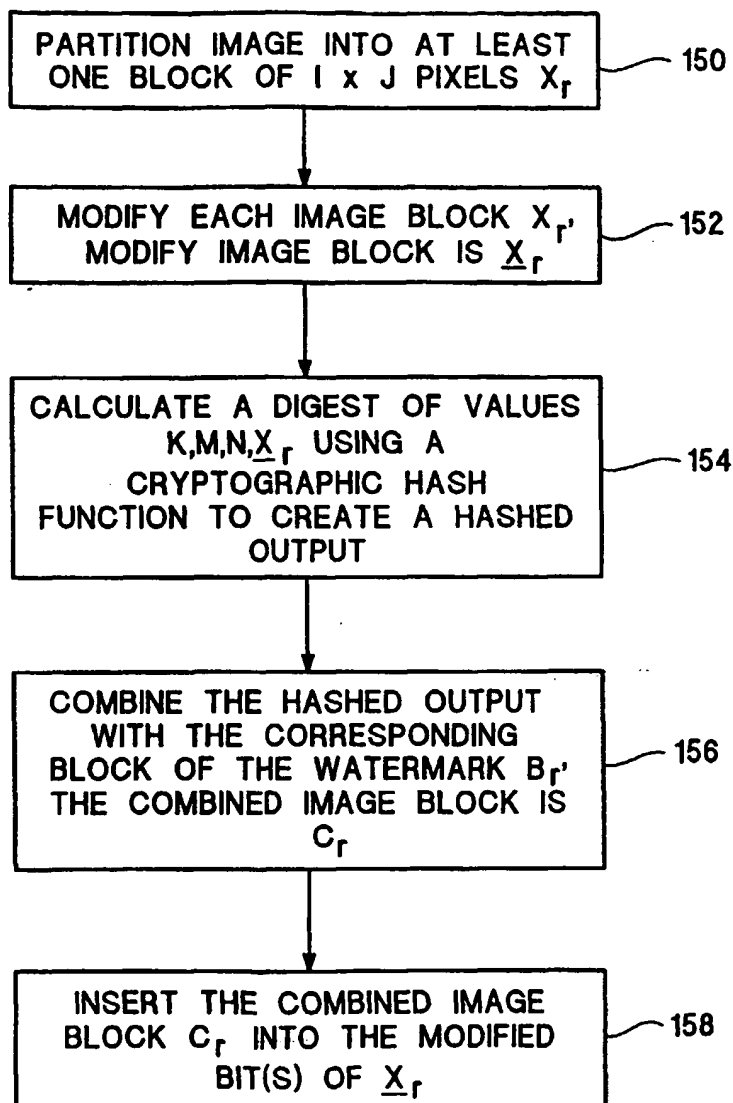 PARTITION IMAGE INTO AT LEAST
ONE BLOCK OF I x J PIXELS Xr
150
MODIFY EACH IMAGE BLOCK Xr,
MODIFY IMAGE BLOCK IS X̲r
152
CALCULATE A DIGEST OF VALUES
K,M,N,X̲r USING A
CRYPTOGRAPHIC HASH
FUNCTION TO CREATE A HASHED
OUTPUT
154
COMBINE THE HASHED OUTPUT
WITH THE CORRESPONDING
BLOCK OF THE WATERMARK Br,
THE COMBINED IMAGE BLOCK IS
Cr
156
INSERT THE COMBINED IMAGE
BLOCK Cr INTO THE MODIFIED
BIT(S) OF X̲r
158